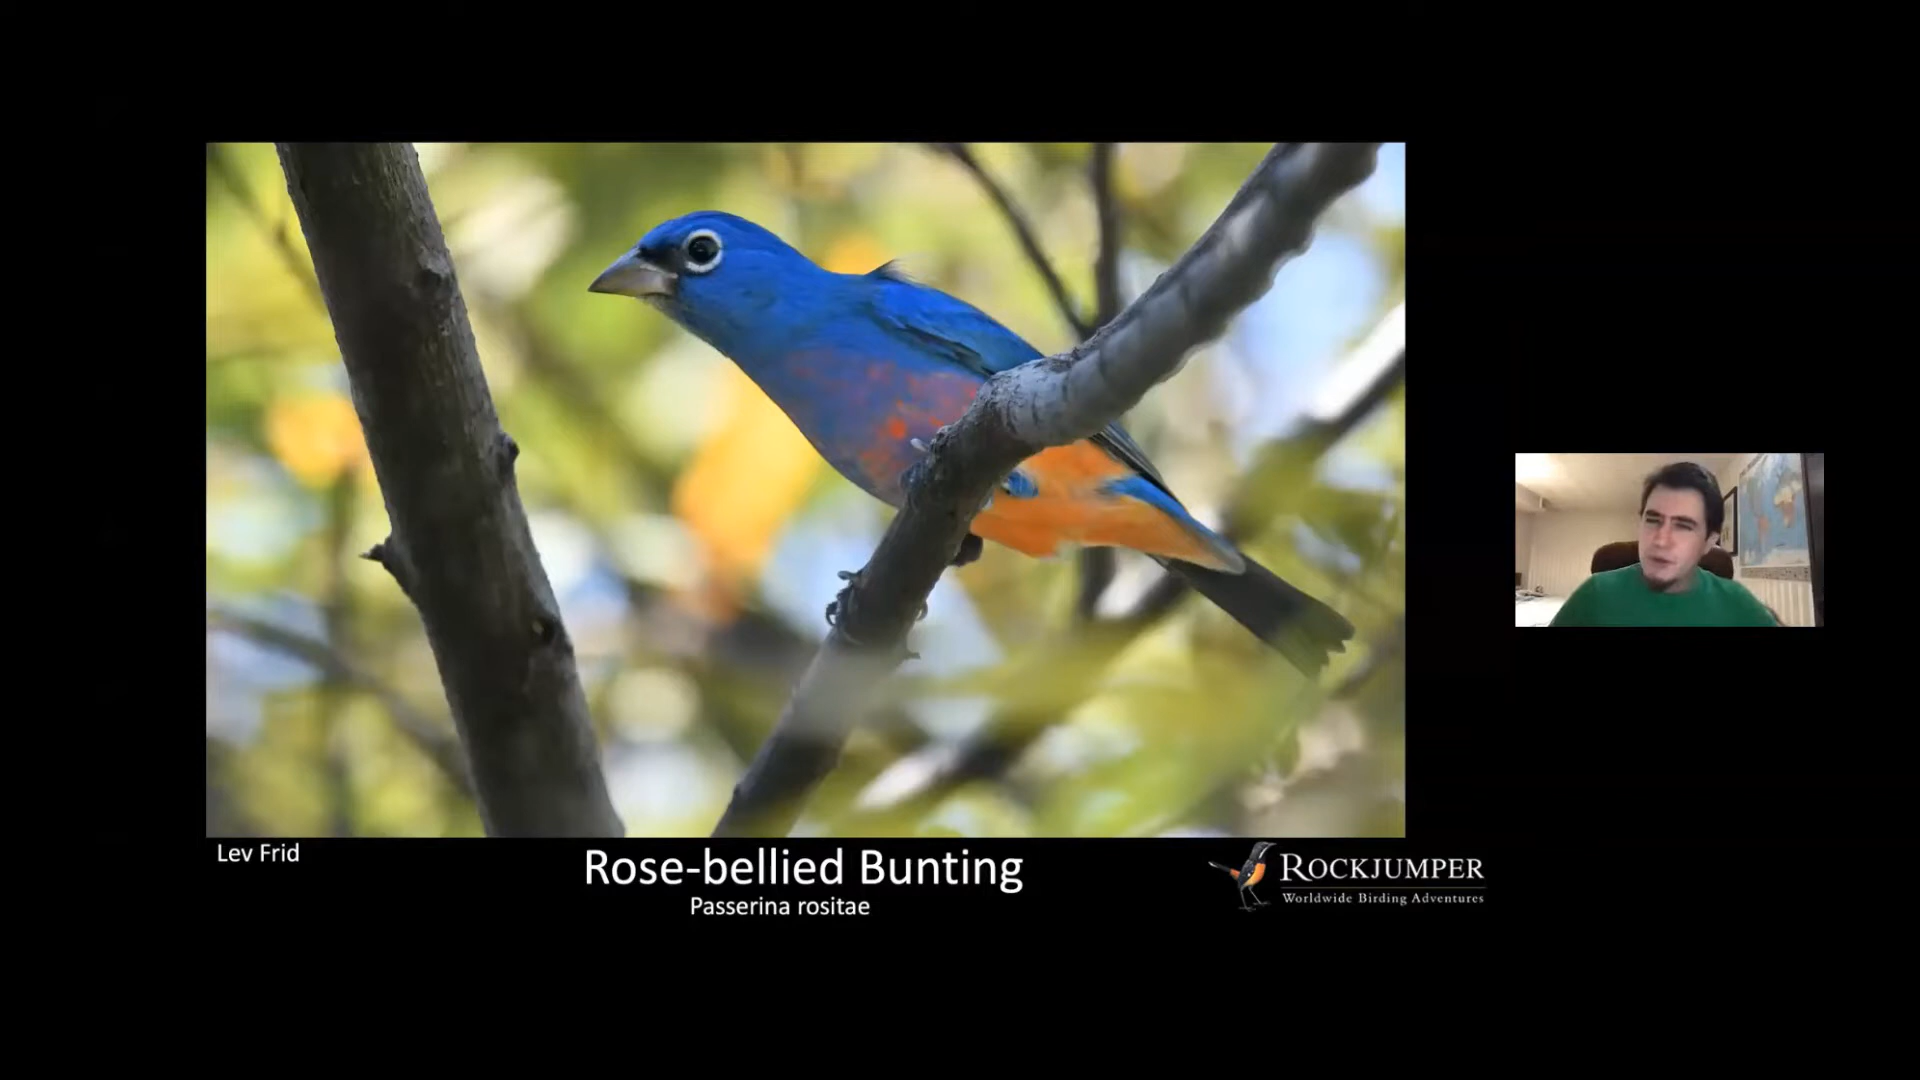 Lev Frid
Rose-bellied Bunting
Passerina rositae
ROCKJUMPER
Worldwide Birding Adventures